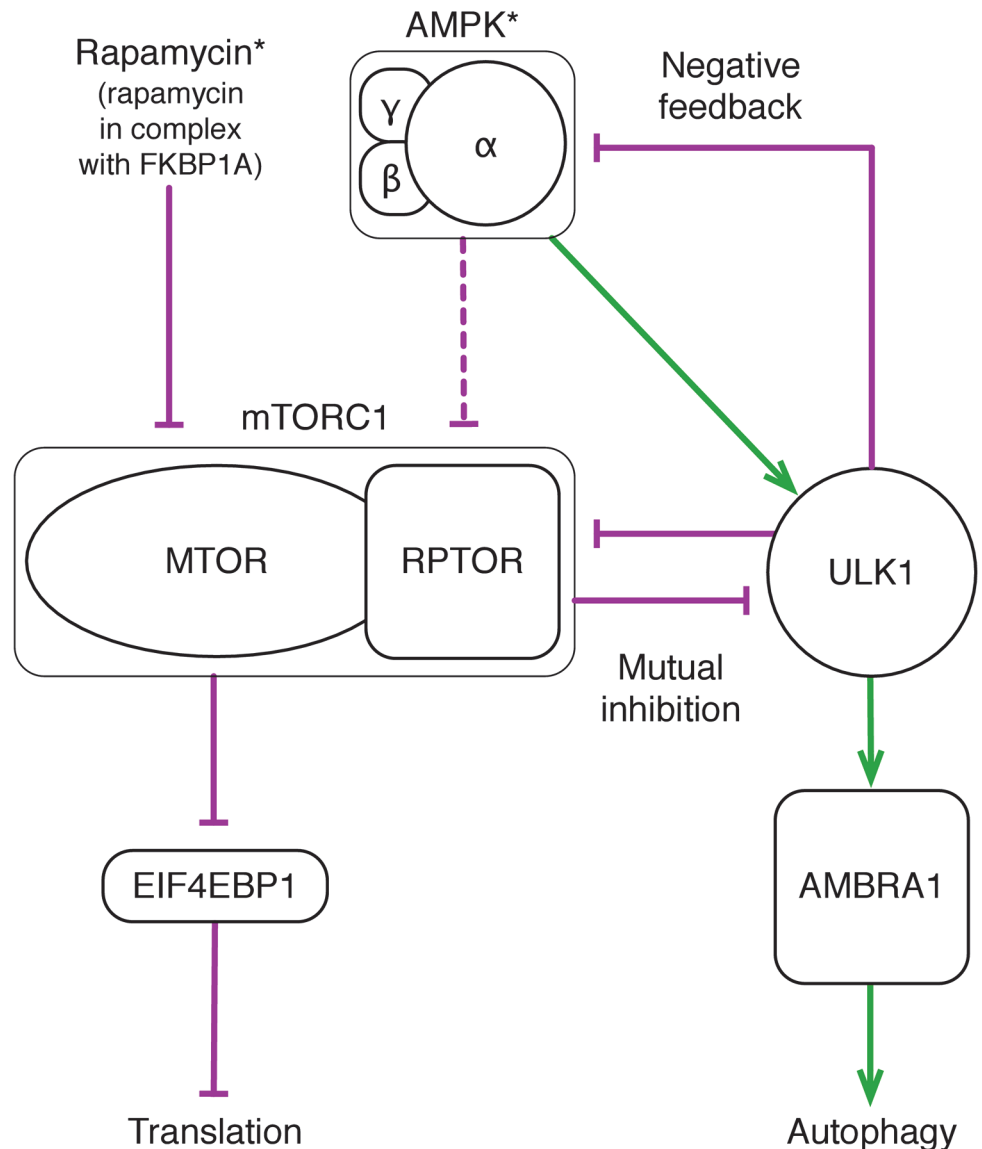 AMPK*
Rapamycin*
(rapamycin
in complex
with FKBP1A)
Negative
feedback
γ
α
β
mTORC1
MTOR
RPTOR
ULK1
Mutual
inhibition
EIF4EBP1
AMBRA1
Translation
Autophagy